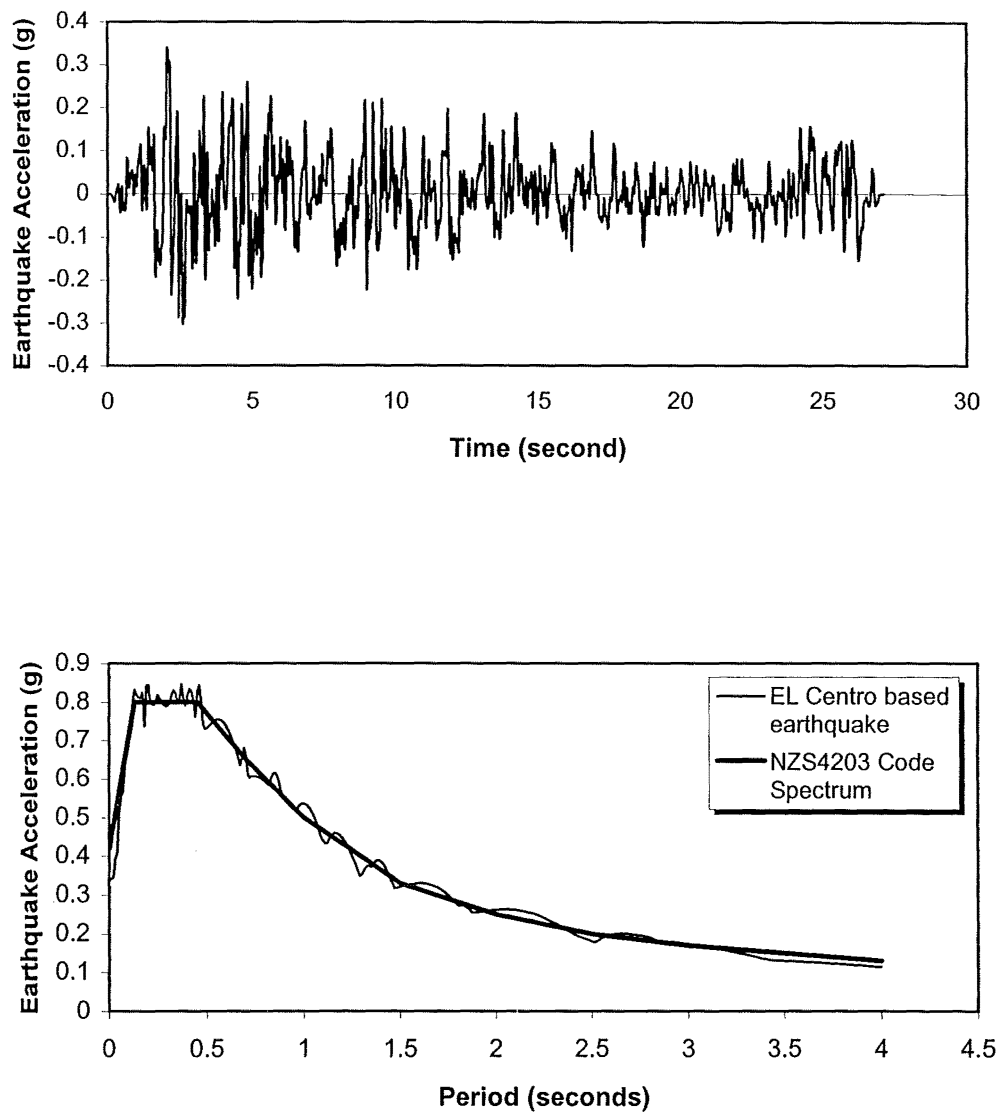 Earthquake Acceleration (g)
0.4
0.3
0.2
0.1
0
-0.1
-0.2
-0.3
-0.4
0 5 10 15 20 25 30
Time (second)
Earthquake Acceleration (g)
0.9
0.8
0.7
0.6
0.5
0.4
0.3
0.2
0.1
0
EL Centro based
earthquake
NZS4203 Code
Spectrum
0 0.5 1 1.5 2 2.5 3 3.5 4 4.5
Period (seconds)